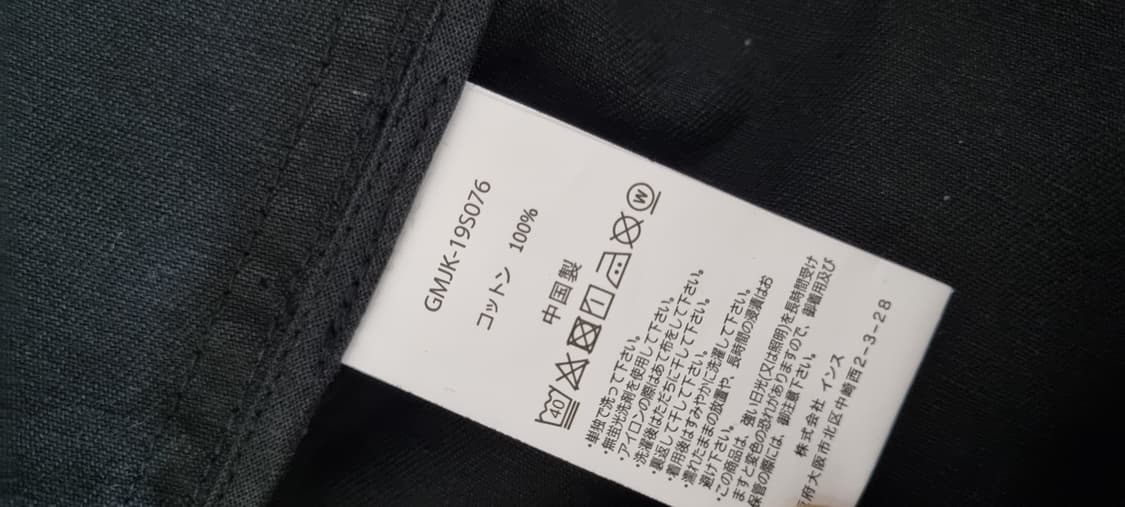 GMJK-19S076
コットン 100%
中国製
40 W
・単独で洗って下さい。
・無蛍光洗剤を使用して下さい。
・アイロンの際はあて布をして下さい。
・洗濯後はただちに干して下さい。
・裏返して干して下さい。
・着用後はすみやかに洗濯して下さい。
・濡れたままの放置や、長時間の浸漬はお
避け下さい。
・この商品は、強い日光(又は照明)を長時間受け
ますと変色の恐れがありますので、御着用及び
保管の際には、御注意下さい。
株式会社 インス
府大阪市北区中崎西2-3-28